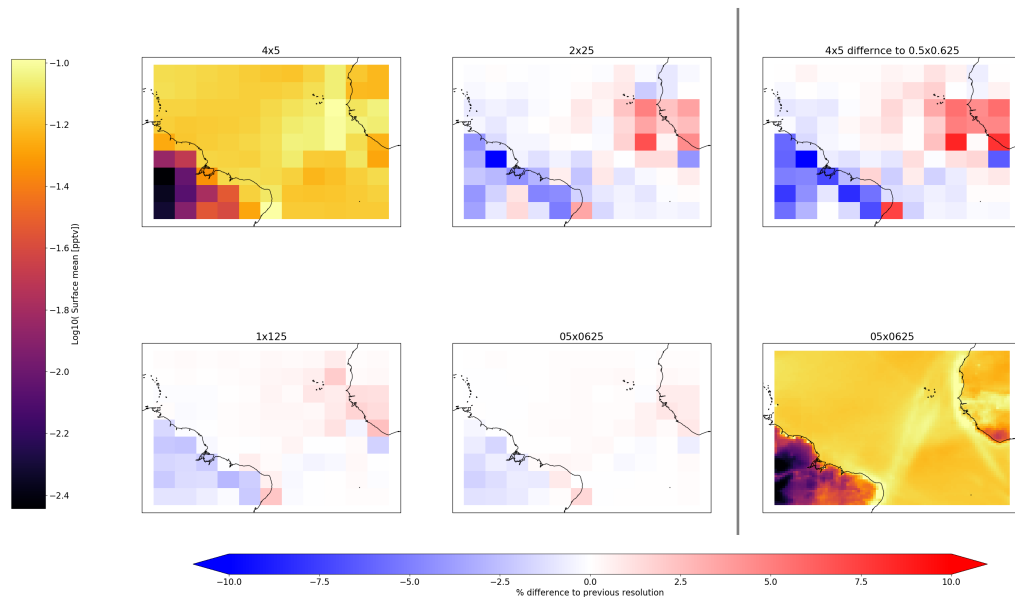 4x5
2x25
4x5 differnce to 0.5x0.625
−1.0
−1.2
−1.4
−1.6
−1.8
−2.0
−2.2
−2.4
Log10( Surface mean [pptv])
1x125
05x0625
05x0625
−10.0
−7.5
−5.0
−2.5
0.0
2.5
5.0
7.5
10.0
% difference to previous resolution